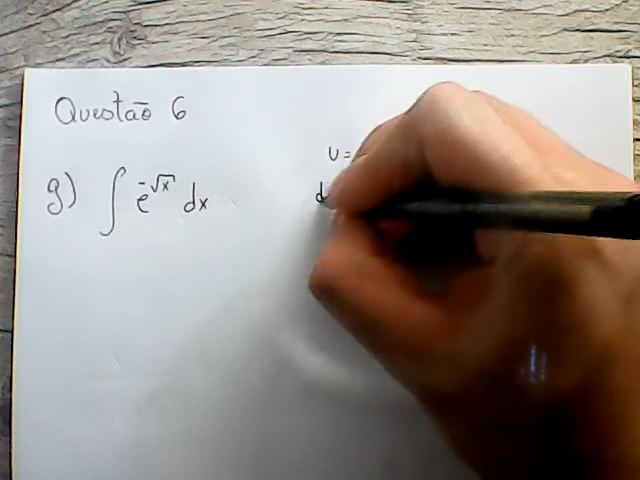 Questão 6
g) ∫ e^{-√x} dx
u =
d